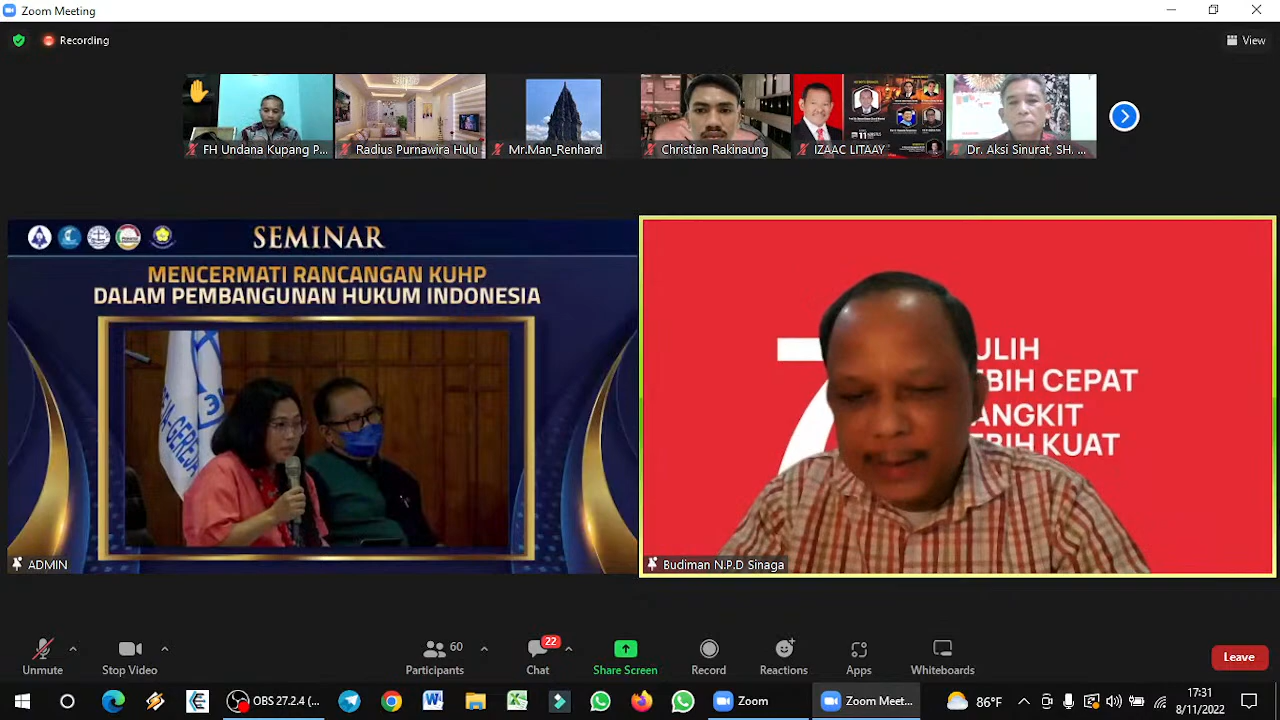 Zoom Meeting
Recording
View
FH Undana Kupang P...
Radius Purnawira Hulu
Mr.Man_Renhard
Christian Rakinaung
IZAAC LITAAY
11
Dr. Aksi Sinurat, SH. ...
SEMINAR
MENCERMATI RANCANGAN KUHP
DALAM PEMBANGUNAN HUKUM INDONESIA
ADMIN
ULIH
BIH CEPAT
ANGKIT
EBIH KUAT
Budiman N.P.D Sinaga
Unmute
Stop Video
60
Participants
22
Chat
Share Screen
Record
Reactions
Apps
Whiteboards
Leave
OBS 27.2.4 (...
Zoom
Zoom Meet...
86°F
17:31
8/11/2022